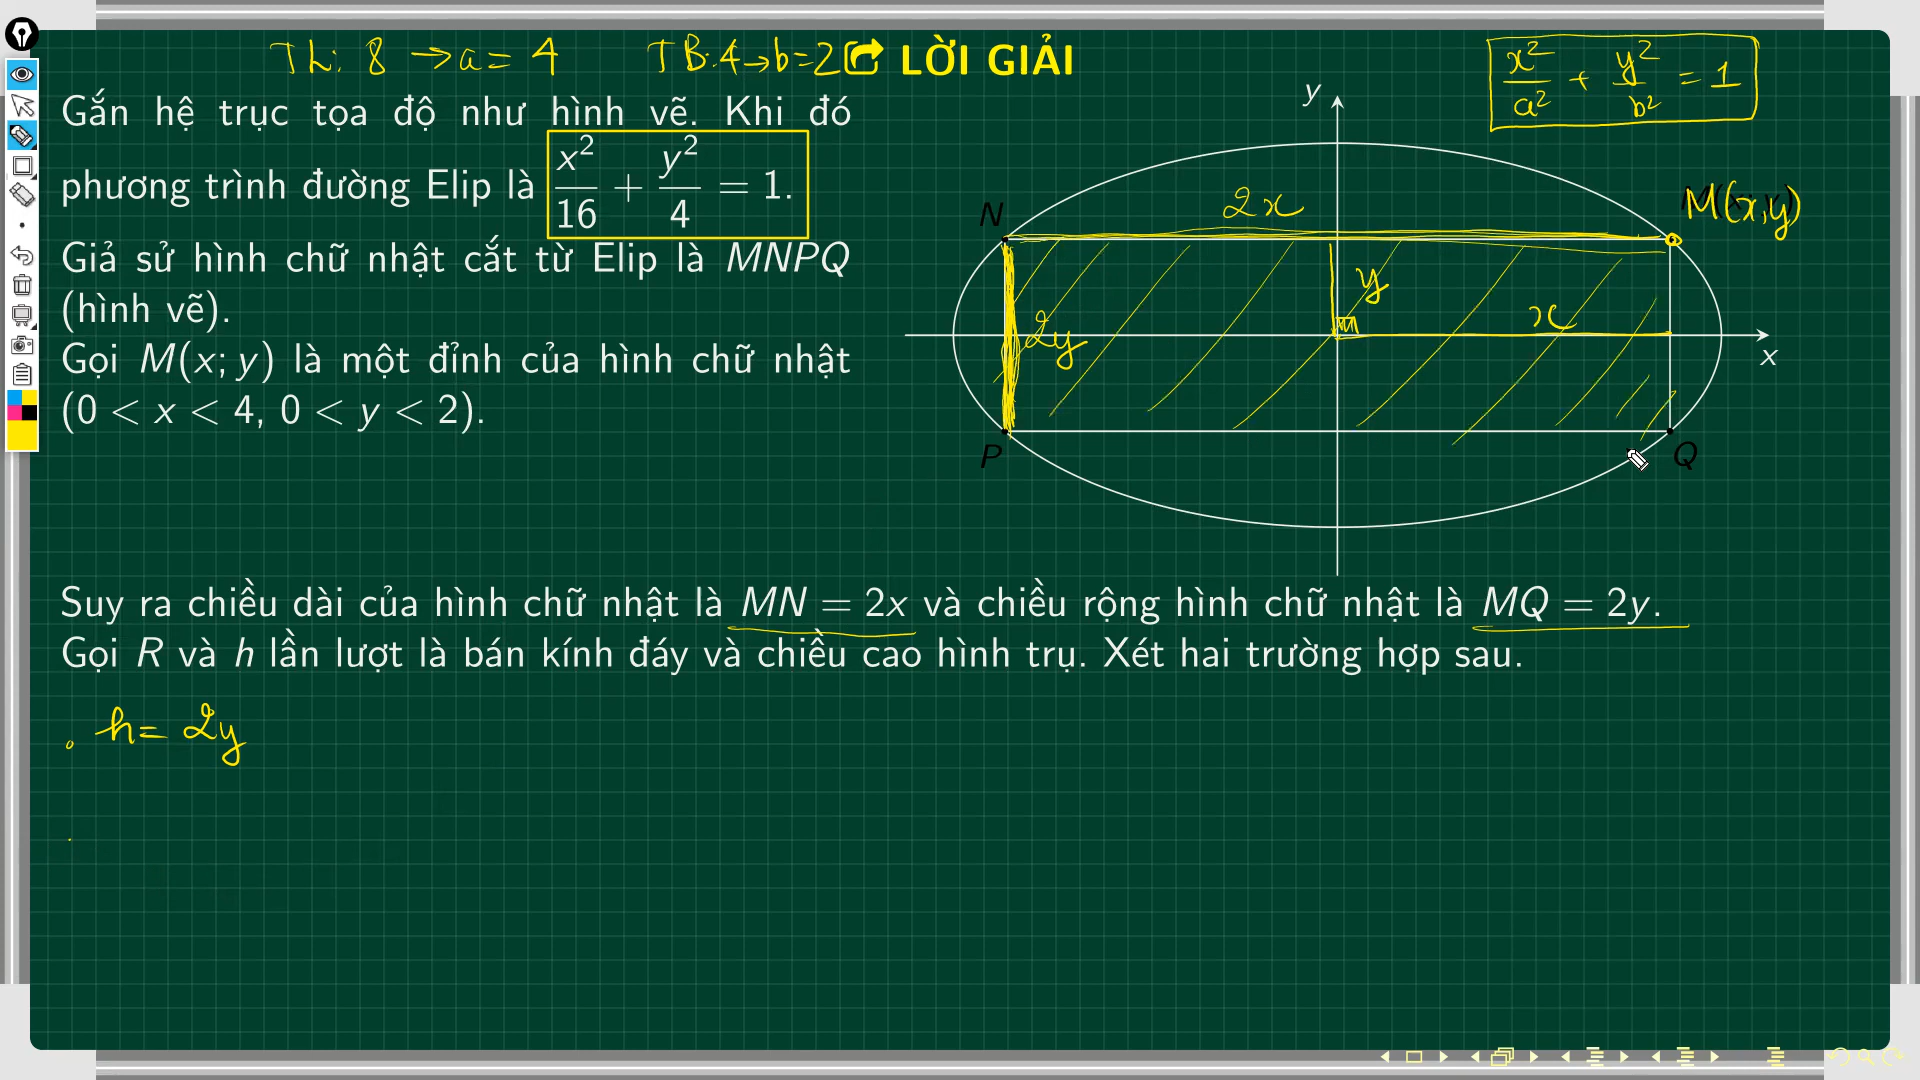 Th: 8 → a = 4 TB: 4 → b = 2 LỜI GIẢI
x² / a² + y² / b² = 1
Gắn hệ trục tọa độ như hình vẽ. Khi đó
phương trình đường Elip là x² / 16 + y² / 4 = 1.
Giả sử hình chữ nhật cắt từ Elip là MNPQ
(hình vẽ).
Gọi M(x; y) là một đỉnh của hình chữ nhật
(0 < x < 4, 0 < y < 2).
y
N
2x
M(x;y)
y
x
2y
x
P
Q
Suy ra chiều dài của hình chữ nhật là MN = 2x và chiều rộng hình chữ nhật là MQ = 2y.
Gọi R và h lần lượt là bán kính đáy và chiều cao hình trụ. Xét hai trường hợp sau.
h = 2y